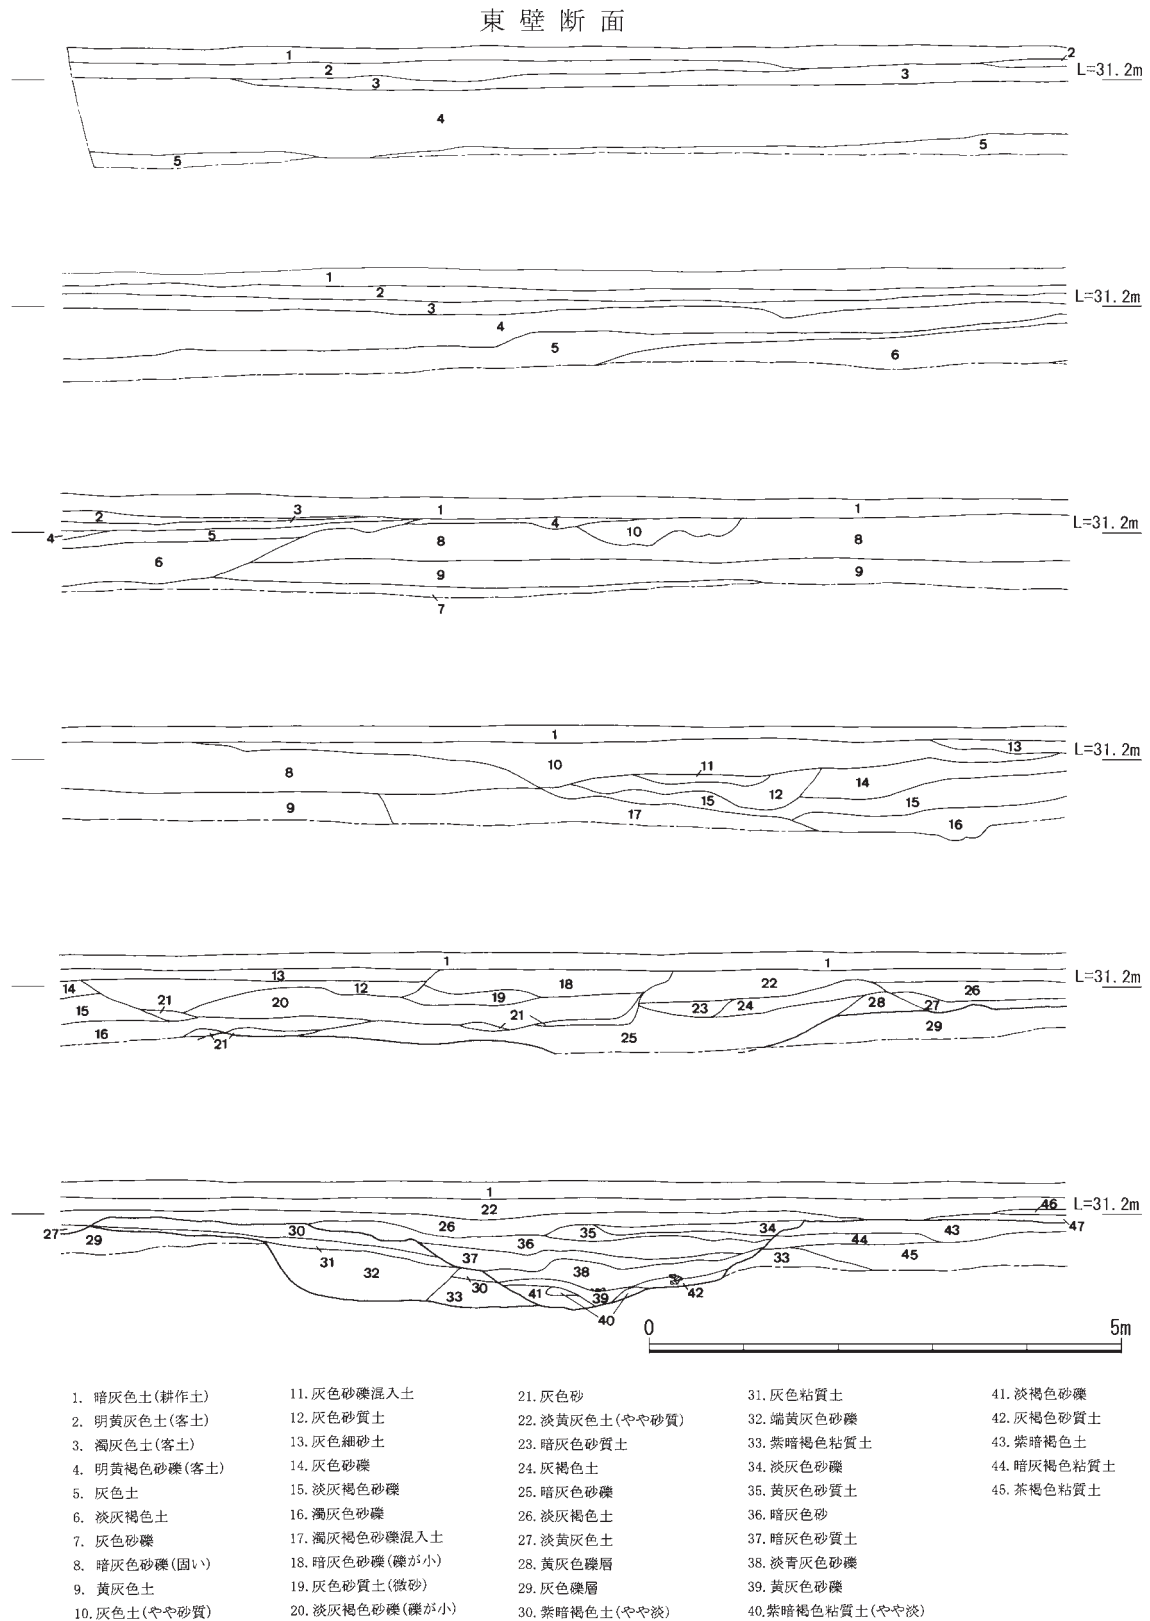 東壁断面
1
2
2
3
3
L=31.2m
4
5
5
1
2
L=31.2m
3
4
5
6
3
1
1
2
4
L=31.2m
4
5
10
8
8
6
9
9
7
1
13
L=31.2m
8
10
11
14
12
15
15
9
17
16
1
1
13
L=31.2m
14
12
18
22
26
21
20
19
28
27
15
23
24
21
29
16
21
25
1
46
22
L=31.2m
27
30
26
35
34
43
47
29
36
44
31
37
33
45
32
38
30
33
41
39
42
40
0 5m
1. 暗灰色土(耕作土)
2. 明黄灰色土(客土)
3. 濁灰色土(客土)
4. 明黄褐色砂礫(客土)
5. 灰色土
6. 淡灰褐色土
7. 灰色砂礫
8. 暗灰色砂礫(固い)
9. 黄灰色土
10. 灰色土(やや砂質)
11. 灰色砂礫混入土
12. 灰色砂質土
13. 灰色細砂土
14. 灰色砂礫
15. 淡灰褐色砂礫
16. 濁灰色砂礫
17. 濁灰褐色砂礫混入土
18. 暗灰色砂礫(礫が小)
19. 灰色砂質土(微砂)
20. 淡灰褐色砂礫(礫が小)
21. 灰色砂
22. 淡黄灰色土(やや砂質)
23. 暗灰色砂質土
24. 灰褐色土
25. 暗灰色砂礫
26. 淡灰褐色土
27. 淡黄灰色土
28. 黄灰色礫層
29. 灰色礫層
30. 紫暗褐色土(やや淡)
31. 灰色粘質土
32. 端黄灰色砂礫
33. 紫暗褐色粘質土
34. 淡灰色砂礫
35. 黄灰色砂質土
36. 暗灰色砂
37. 暗灰色砂質土
38. 淡青灰色砂礫
39. 黄灰色砂礫
40. 紫暗褐色粘質土(やや淡)
41. 淡褐色砂礫
42. 灰褐色砂質土
43. 紫暗褐色土
44. 暗灰褐色粘質土
45. 茶褐色粘質土